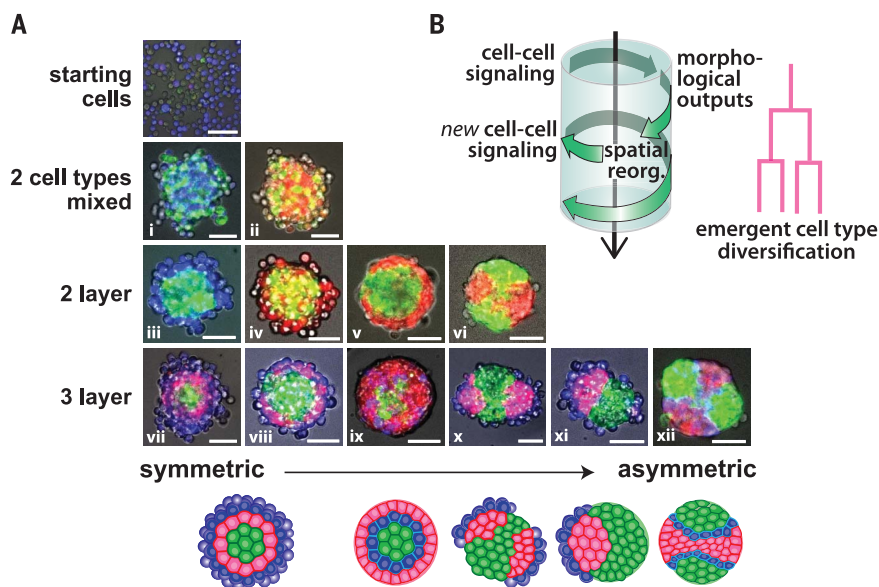 A
starting
cells
2 cell types
mixed
i
ii
2 layer
iii
iv
v
vi
3 layer
vii
viii
ix
x
xi
xii
symmetric
asymmetric
B
cell-cell
signaling
morpho-
logical
outputs
new cell-cell
signaling
spatial
reorg.
emergent cell type
diversification